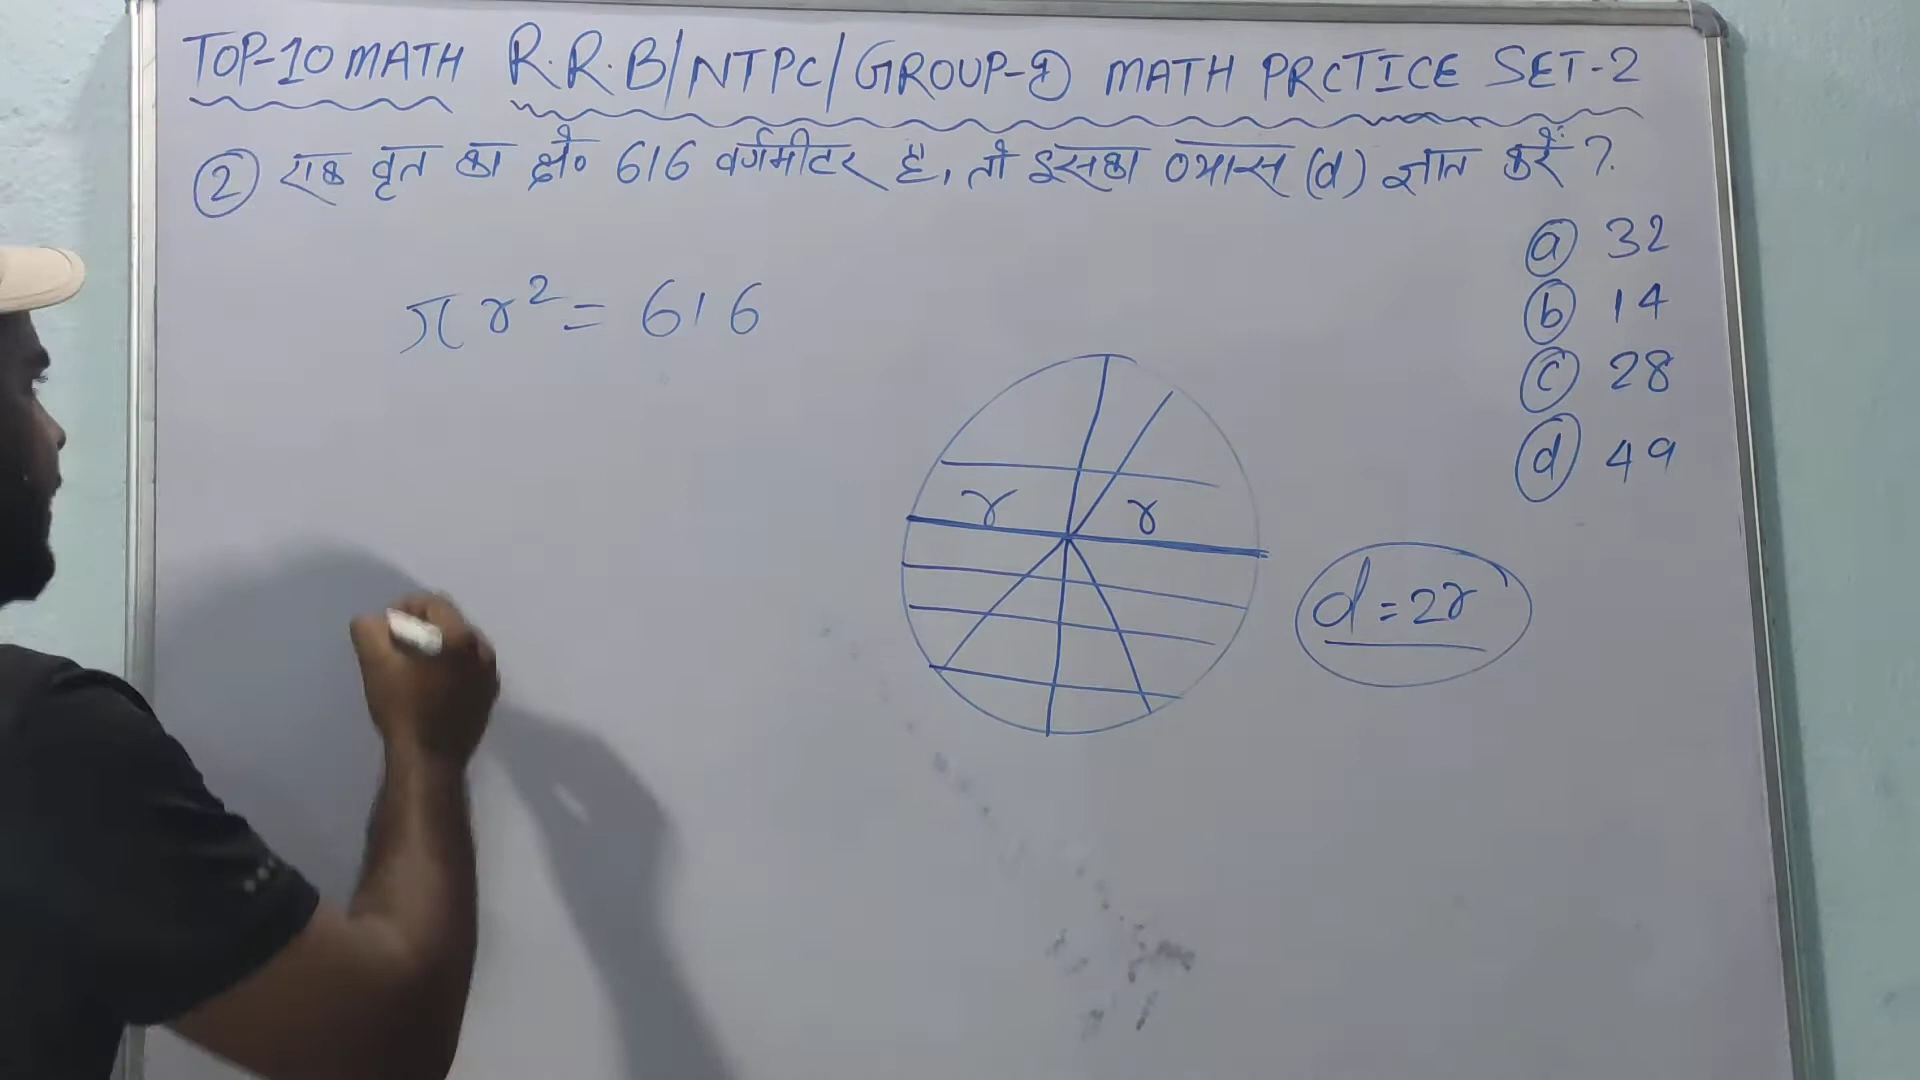 TOP-10 MATH R.R.B/NTPC/GROUP-D MATH PRCTICE SET-2
② एक वृत का क्षे० 616 वर्गमीटर है, तो इसका व्यास (d) ज्ञात करें ?
ⓐ 32
ⓑ 14
ⓒ 28
ⓓ 49
πr² = 616
r r
d = 2r